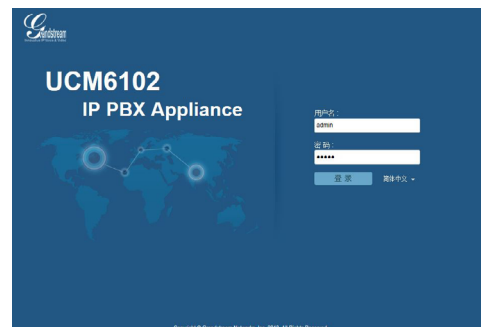 Grandstream
UCM6102
IP PBX Appliance
用户名:
admin
密码:
•••••
登录
简体中文